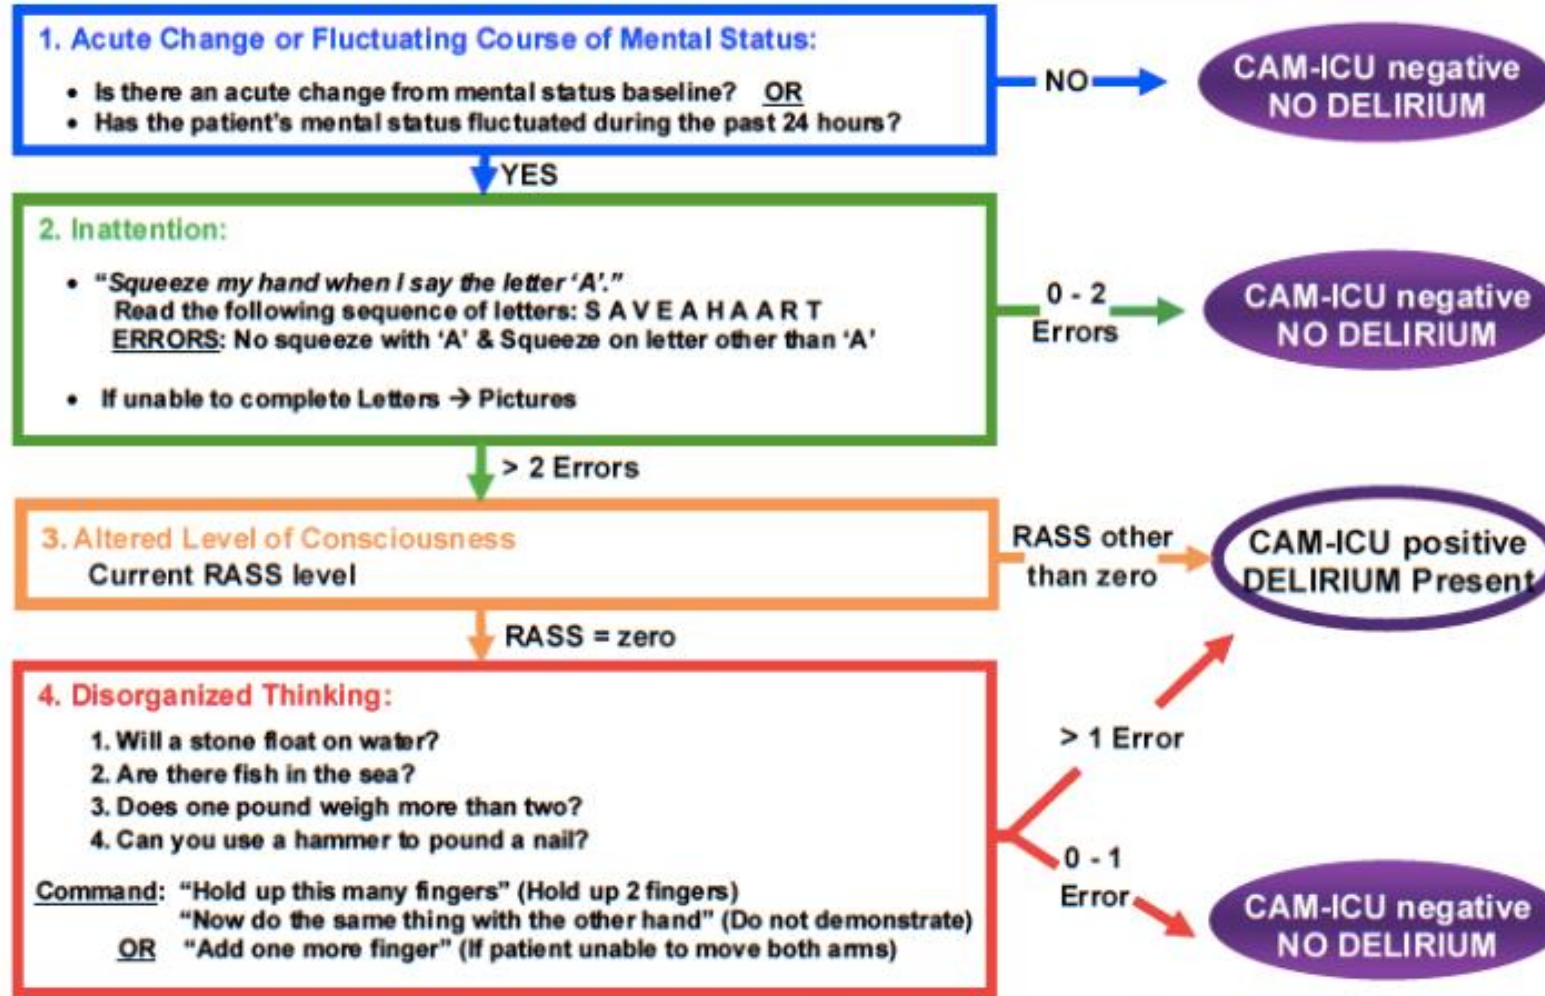 1. Acute Change or Fluctuating Course of Mental Status:
• Is there an acute change from mental status baseline? OR
• Has the patient's mental status fluctuated during the past 24 hours?
NO
CAM-ICU negative
NO DELIRIUM
YES
2. Inattention:
• "Squeeze my hand when I say the letter 'A'."
Read the following sequence of letters: S A V E A H A A R T
ERRORS: No squeeze with 'A' & Squeeze on letter other than 'A'
• If unable to complete Letters → Pictures
0 - 2
Errors
CAM-ICU negative
NO DELIRIUM
> 2 Errors
3. Altered Level of Consciousness
Current RASS level
RASS other
than zero
CAM-ICU positive
DELIRIUM Present
RASS = zero
4. Disorganized Thinking:
1. Will a stone float on water?
2. Are there fish in the sea?
3. Does one pound weigh more than two?
4. Can you use a hammer to pound a nail?
Command: "Hold up this many fingers" (Hold up 2 fingers)
"Now do the same thing with the other hand" (Do not demonstrate)
OR "Add one more finger" (If patient unable to move both arms)
> 1 Error
0 - 1
Error
CAM-ICU negative
NO DELIRIUM